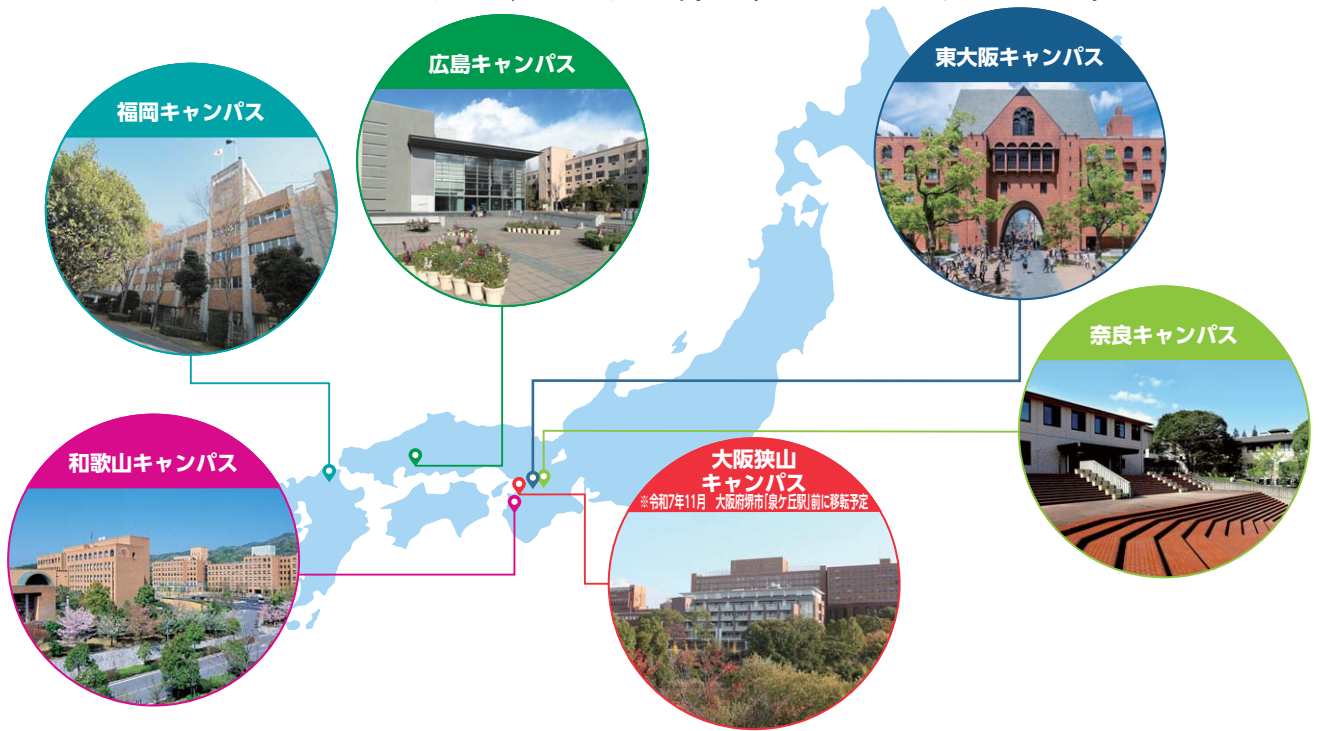 広島キャンパス
東大阪キャンパス
福岡キャンパス
奈良キャンパス
和歌山キャンパス
大阪狭山
キャンパス
※令和7年11月 大阪府堺市「泉ケ丘駅」前に移転予定